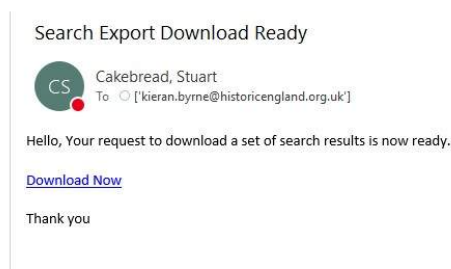 Search Export Download Ready
CS
Cakebread, Stuart
To ['kieran.byrne@historicengland.org.uk']
Hello, Your request to download a set of search results is now ready.
Download Now
Thank you